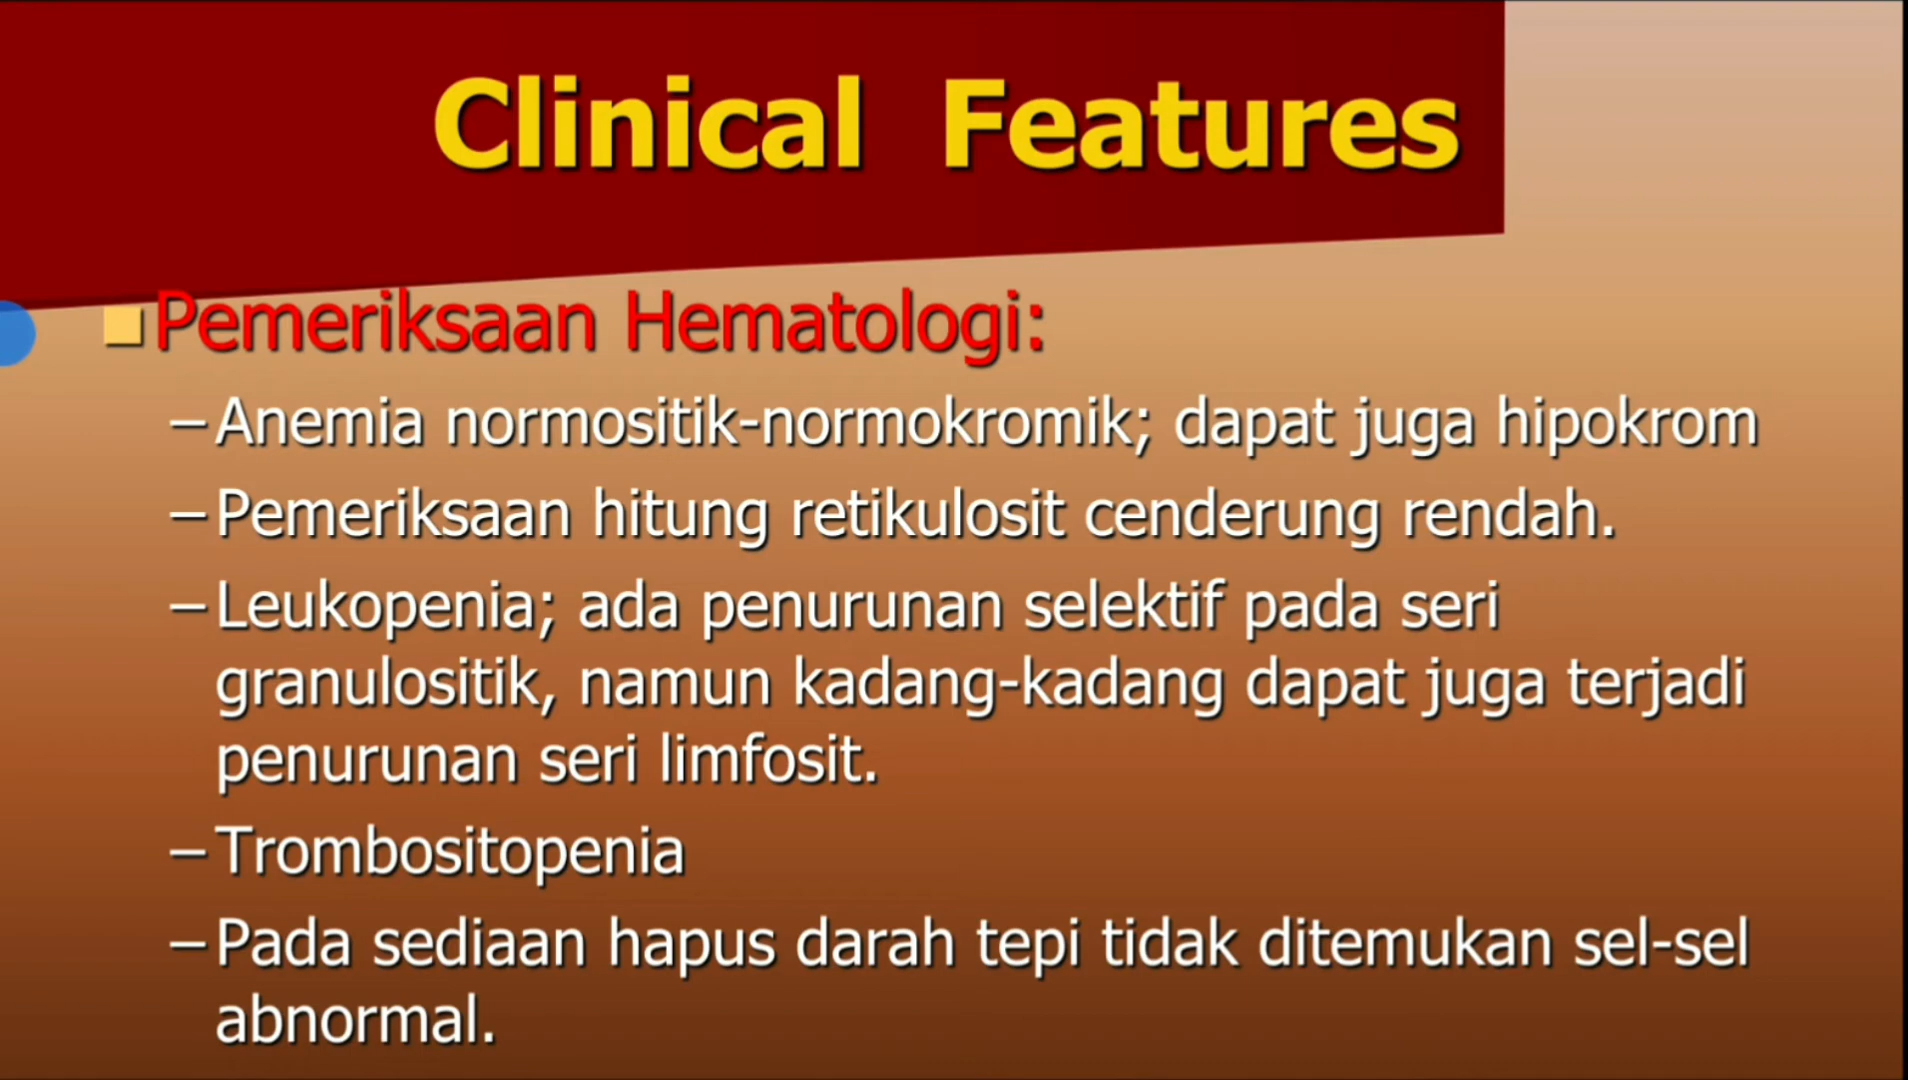 Clinical Features
Pemeriksaan Hematologi:
–Anemia normositik-normokromik; dapat juga hipokrom
–Pemeriksaan hitung retikulosit cenderung rendah.
–Leukopenia; ada penurunan selektif pada seri
granulositik, namun kadang-kadang dapat juga terjadi
penurunan seri limfosit.
–Trombositopenia
–Pada sediaan hapus darah tepi tidak ditemukan sel-sel
abnormal.